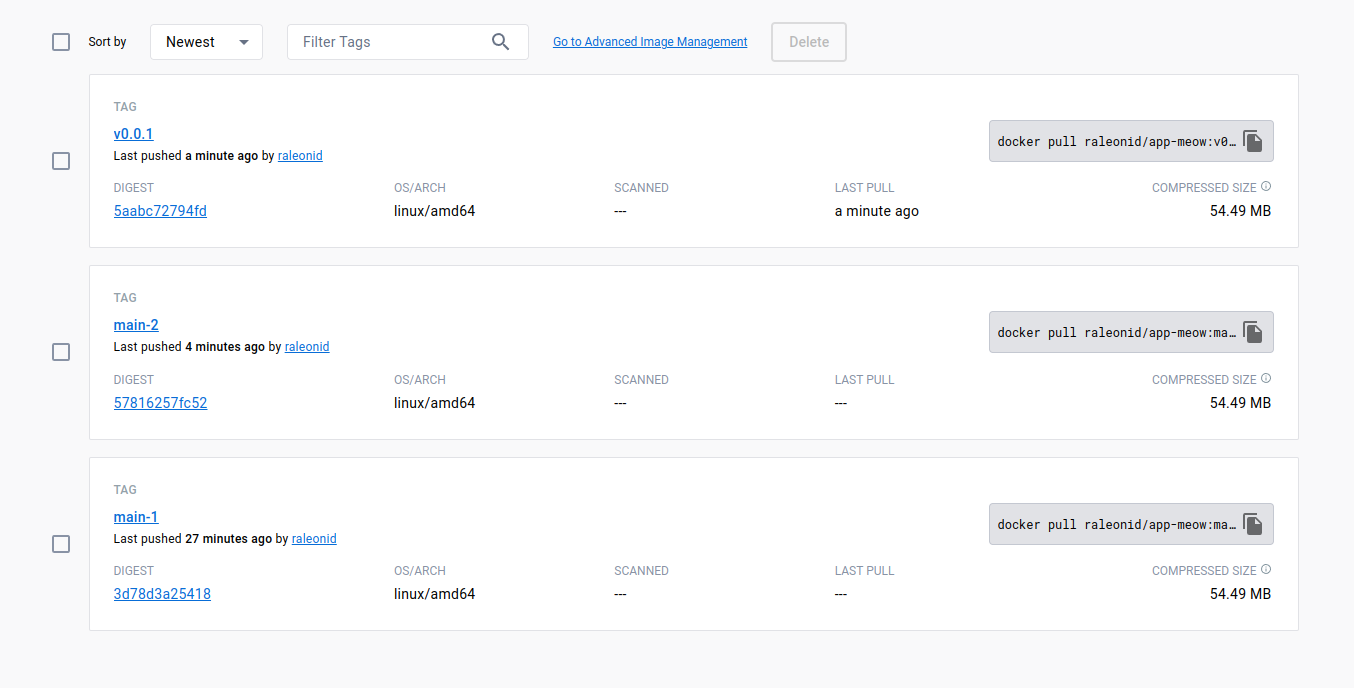 Sort by Newest Filter Tags Go to Advanced Image Management Delete
TAG
v0.0.1
Last pushed a minute ago by raleonid
docker pull raleonid/app-meow:v0…
DIGEST OS/ARCH SCANNED LAST PULL COMPRESSED SIZE
5aabc72794fd linux/amd64 --- a minute ago 54.49 MB
TAG
main-2
Last pushed 4 minutes ago by raleonid
docker pull raleonid/app-meow:ma…
DIGEST OS/ARCH SCANNED LAST PULL COMPRESSED SIZE
57816257fc52 linux/amd64 --- --- 54.49 MB
TAG
main-1
Last pushed 27 minutes ago by raleonid
docker pull raleonid/app-meow:ma…
DIGEST OS/ARCH SCANNED LAST PULL COMPRESSED SIZE
3d78d3a25418 linux/amd64 --- --- 54.49 MB